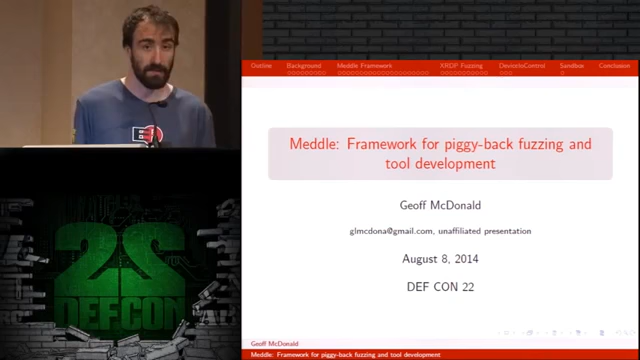 Outline Background Meddle Framework XRDP Fuzzing DeviceIoControl Sandbox Conclusion
Meddle: Framework for piggy-back fuzzing and
tool development
Geoff McDonald
glmcdona@gmail.com, unaffiliated presentation
August 8, 2014
DEF CON 22
22
DEFCON
Geoff McDonald
Meddle: Framework for piggy-back fuzzing and tool development